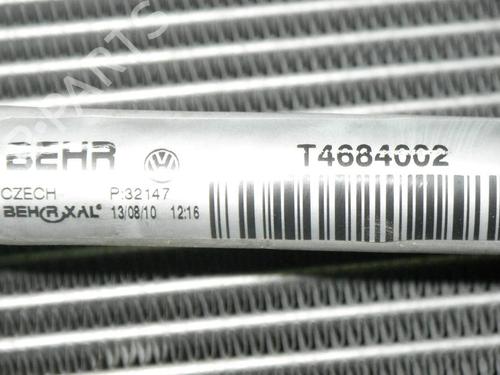 BEHR T4684002
CZECH P:32147
BEHR XAL® 13/08/10 12:16